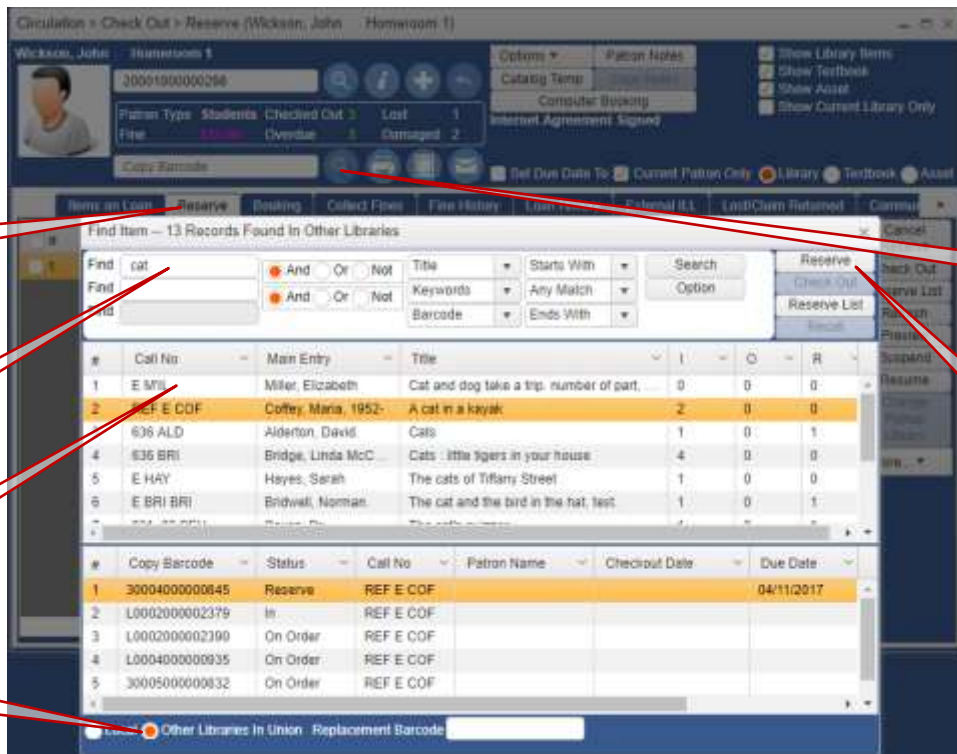 Circulation > Check Out > Reserve (Wickson, John Homeroom 1)
Wickson, John Homeroom 1
20001000000268
Patron Type Students Checked Out 3 Lost 1
Fine Overdue 3 Damaged 2
Copy Barcode
Options Patron Notes
Catalog Temp
Computer Booking
Internet Agreement Signed
Show Library Items
Show Textbook
Show Asset
Show Current Library Only
Set Due Date To Current Patron Only Library Textbook Asset
Items on Loan Reserve Booking Collect Fines Fine History Loan External ILL Lost/Claim Returned
Find Item -- 13 Records Found In Other Libraries
Find cat And Or Not Title Starts With Search Reserve
Find And Or Not Keywords Any Match Option Check Out
Barcode Ends With Reserve List
Recall
Cancel
Suspend
Resume
# Call No Main Entry Title I O R
1 E MIL Miller, Elizabeth Cat and dog take a trip. number of part, ... 0 0 0
2 REF E COF Coffey, Maria, 1952- A cat in a kayak 2 0 0
636 ALD Alderton, David. Cats 1 0 1
4 636 BRI Bridge, Linda McC... Cats : little tigers in your house 4 0 0
5 E HAY Hayes, Sarah The cats of Tiffany Street 1 0 0
6 E BRI BRI Bridwell, Norman. The cat and the bird in the hat. test. 1 0 1
# Copy Barcode Status Call No Patron Name Checkout Date Due Date
1 30004000000845 Reserve REF E COF 04/11/2017
2 L0002000002379 In REF E COF
3 L0002000002390 On Order REF E COF
4 L0004000000935 On Order REF E COF
5 30005000000832 On Order REF E COF
Local Other Libraries In Union Replacement Barcode